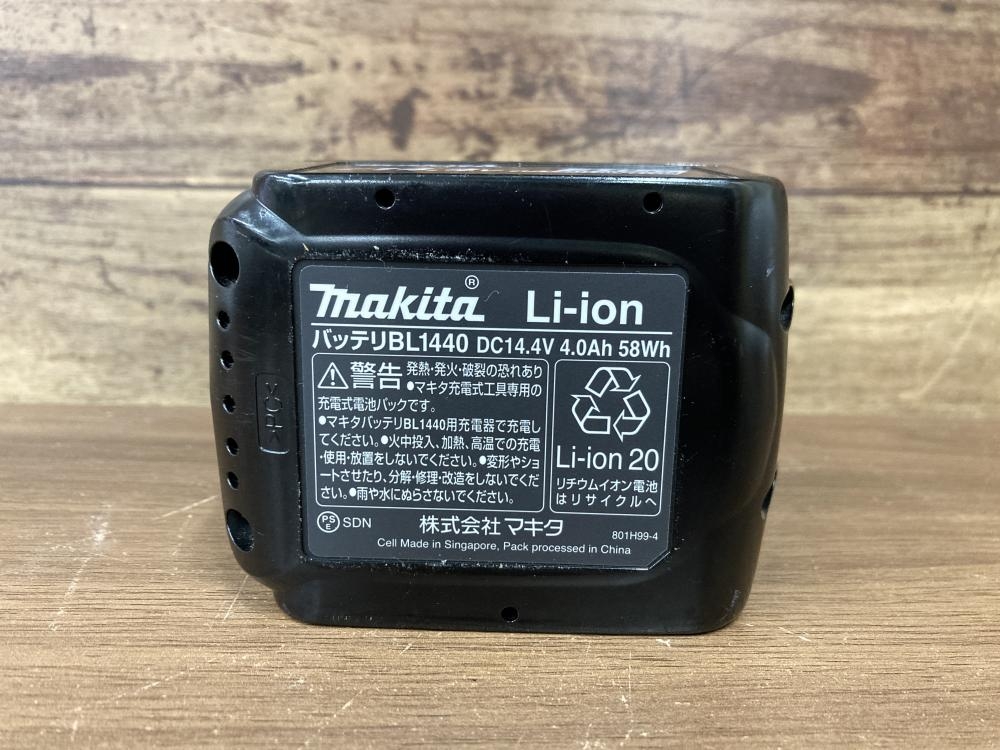 makita® Li-ion
バッテリBL1440 DC14.4V 4.0Ah 58Wh
警告 発熱・発火・破裂の恐れあり
●マキタ充電式工具専用の
充電式電池パックです。
●マキタバッテリBL1440用充電器で充電し
てください。●火中投入、加熱、高温での充電
・使用・放置をしないでください。●変形やショ
ートさせたり、分解・修理・改造をしないでくだ
さい。●雨や水にぬらさないでください。
Li-ion 20
リチウムイオン電池
はリサイクルへ
PS
E SDN 株式会社マキタ 801H99-4
Cell Made in Singapore, Pack processed in China
>PC<